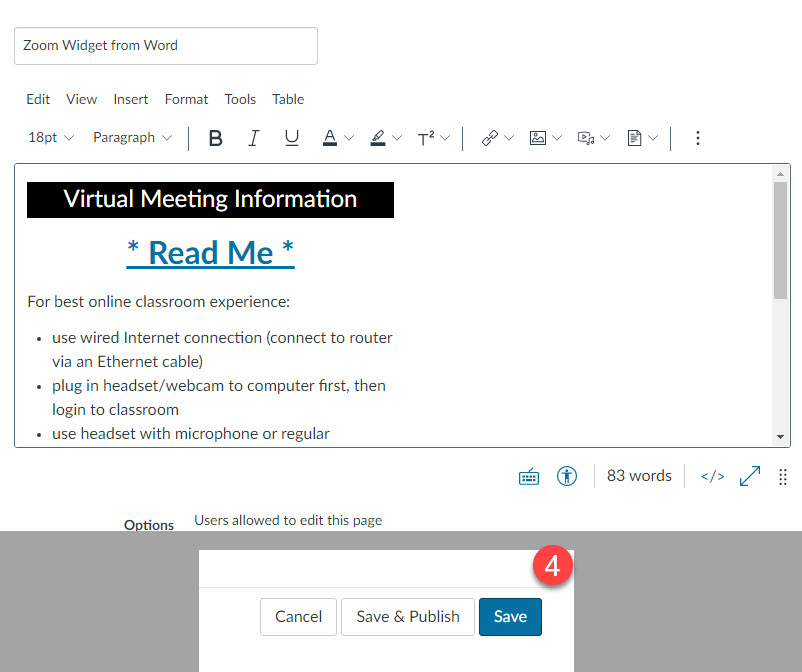 Zoom Widget from Word
Edit View Insert Format Tools Table
18pt Paragraph B I U A T²
Virtual Meeting Information
* Read Me *
For best online classroom experience:
• use wired Internet connection (connect to router
via an Ethernet cable)
• plug in headset/webcam to computer first, then
login to classroom
• use headset with microphone or regular
83 words </>
Options Users allowed to edit this page
4
Cancel Save & Publish Save